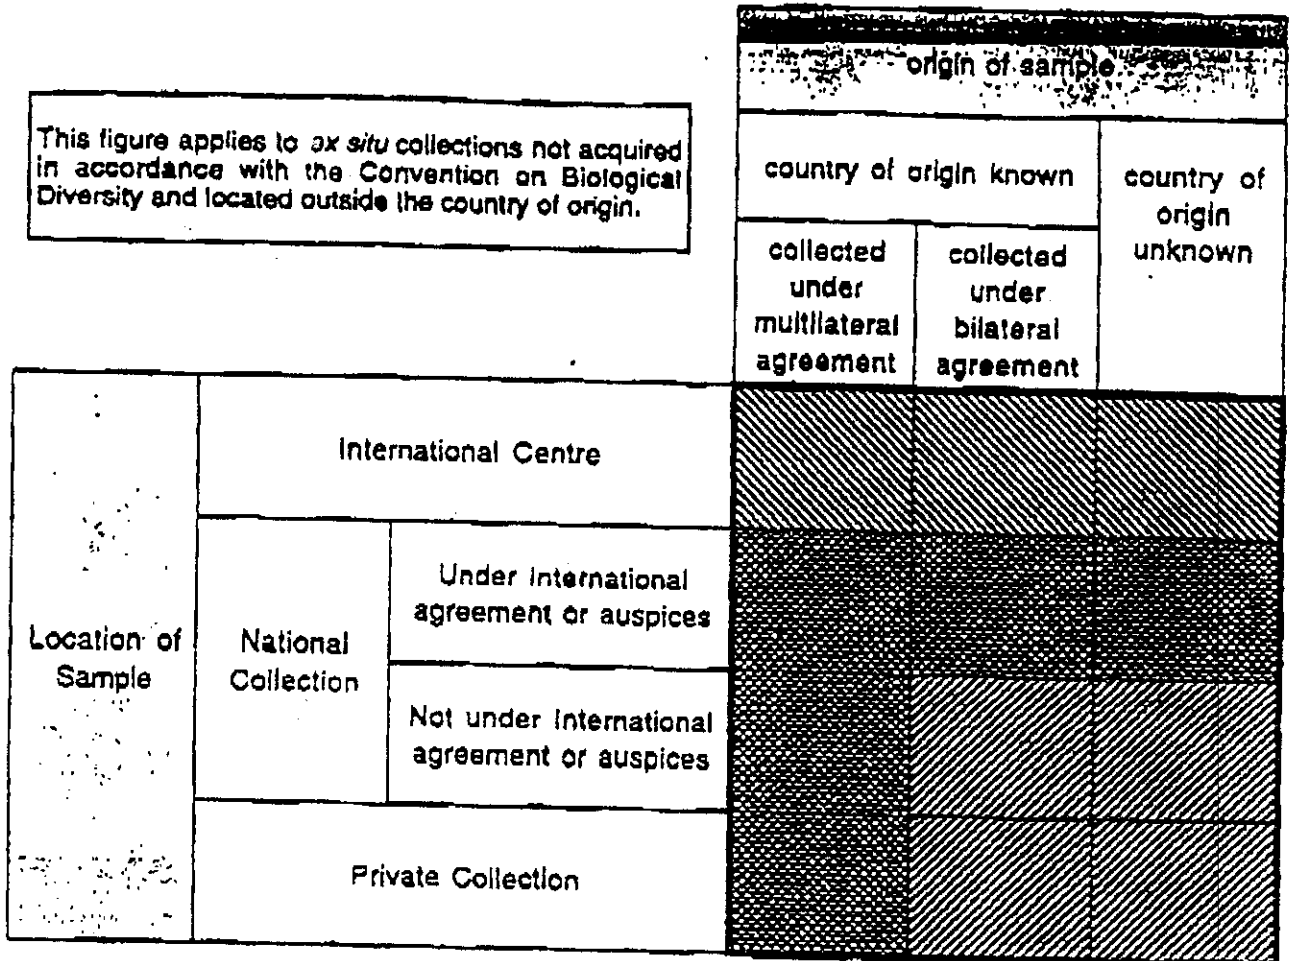 origin of sample
This figure applies to ex situ collections not acquired
in accordance with the Convention on Biological
Diversity and located outside the country of origin.
country of origin known
country of
origin
unknown
collected
under
multilateral
agreement
collected
under
bilateral
agreement
International Centre
Location of
Sample
National
Collection
Under International
agreement or auspices
Not under International
agreement or auspices
Private Collection